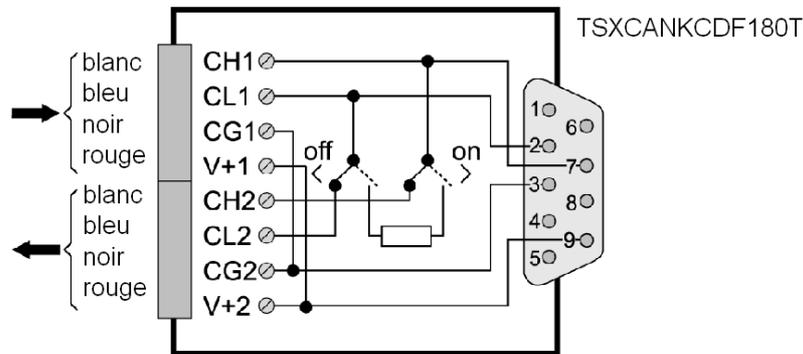 TSXCANKCDF180T
blanc
bleu
noir
rouge
blanc
bleu
noir
rouge
CH1
CL1
CG1
V+1
CH2
CL2
CG2
V+2
off
on
1
2
3
4
5
6
7
8
9